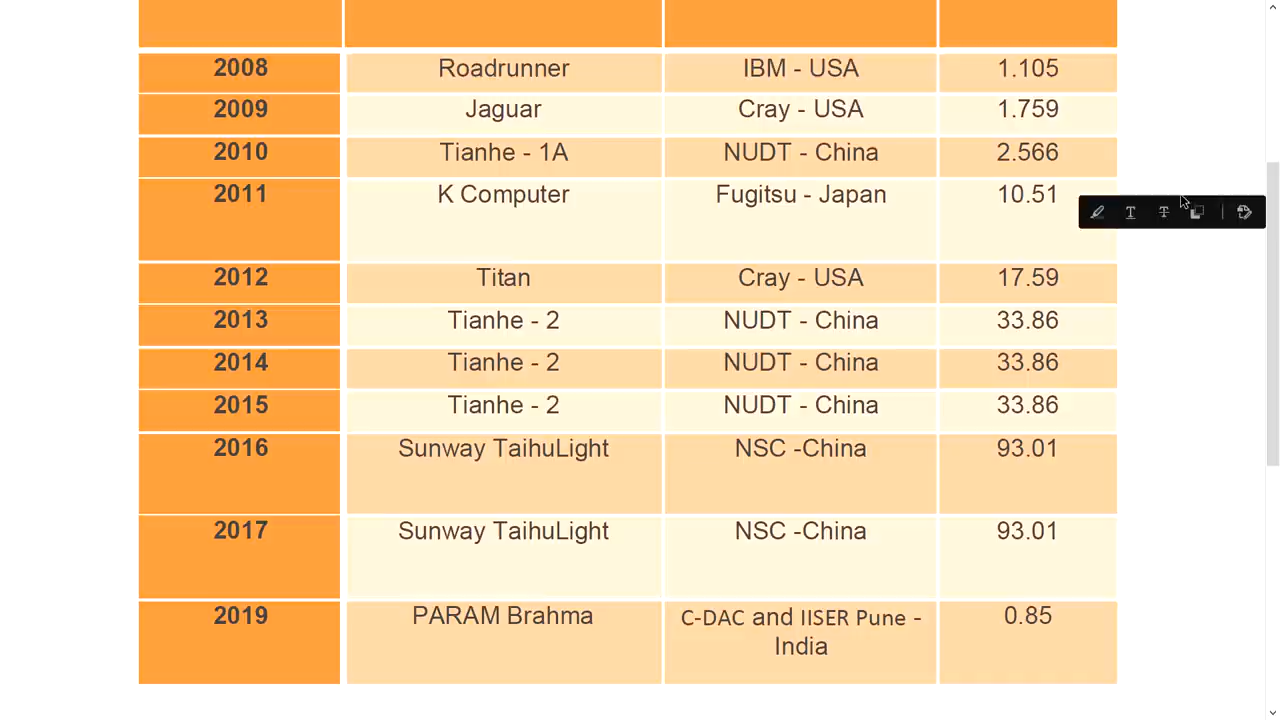 2008 Roadrunner IBM - USA 1.105
2009 Jaguar Cray - USA 1.759
2010 Tianhe - 1A NUDT - China 2.566
2011 K Computer Fugitsu - Japan 10.51
2012 Titan Cray - USA 17.59
2013 Tianhe - 2 NUDT - China 33.86
2014 Tianhe - 2 NUDT - China 33.86
2015 Tianhe - 2 NUDT - China 33.86
2016 Sunway TaihuLight NSC -China 93.01
2017 Sunway TaihuLight NSC -China 93.01
2019 PARAM Brahma C-DAC and IISER Pune - 0.85
India